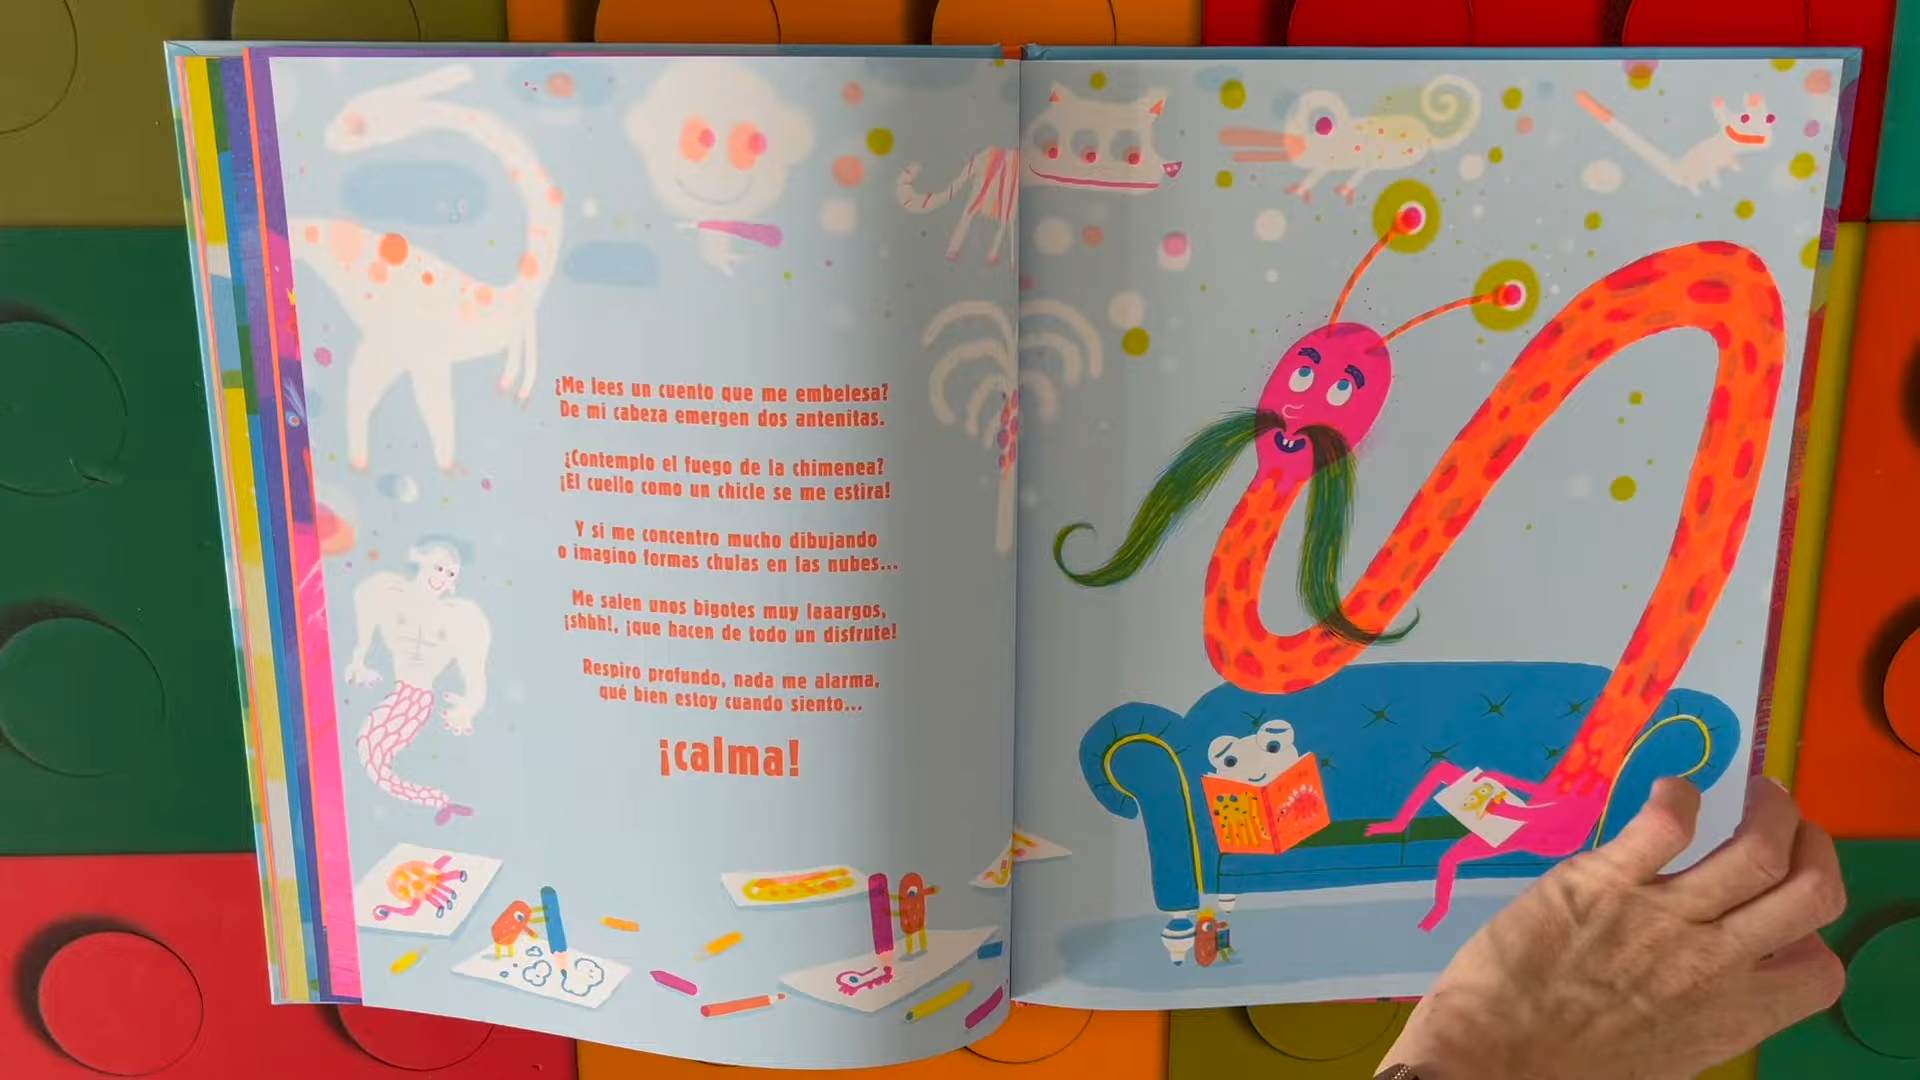 ¿Me lees un cuento que me embelesa?
De mi cabeza emergen dos antenitas.
¿Contemplo el fuego de la chimenea?
¡El cuello como un chicle se me estira!
Y si me concentro mucho dibujando
o imagino formas chulas en las nubes...
Me salen unos bigotes muy laaargos,
¡shhh!, ¡que hacen de todo un disfrute!
Respiro profundo, nada me alarma,
qué bien estoy cuando siento...
¡calma!